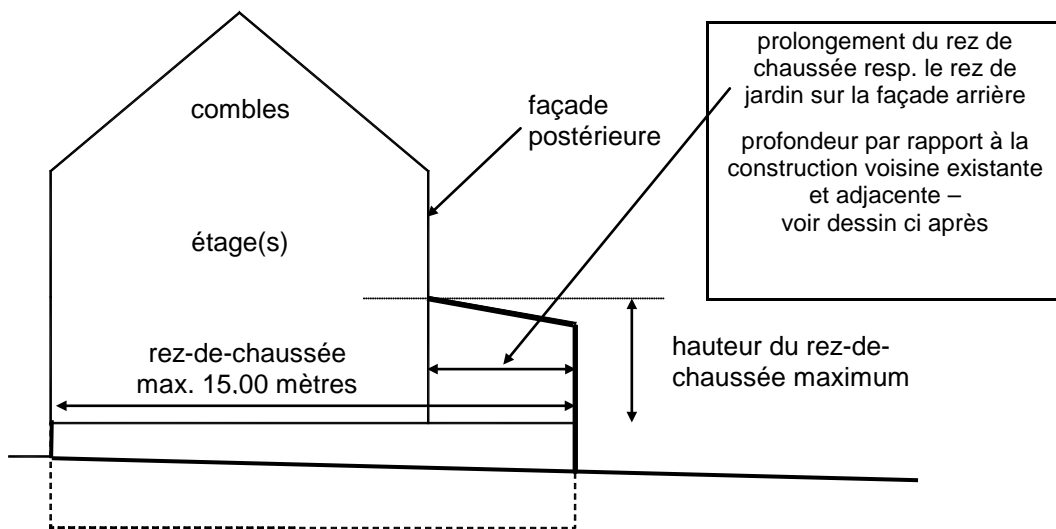 combles
étage(s)
rez-de-chaussée
max. 15,00 mètres
façade
postérieure
prolongement du rez de
chaussée resp. le rez de
jardin sur la façade arrière
profondeur par rapport à la
construction voisine existante
et adjacente –
voir dessin ci après
hauteur du rez-de-
chaussée maximum